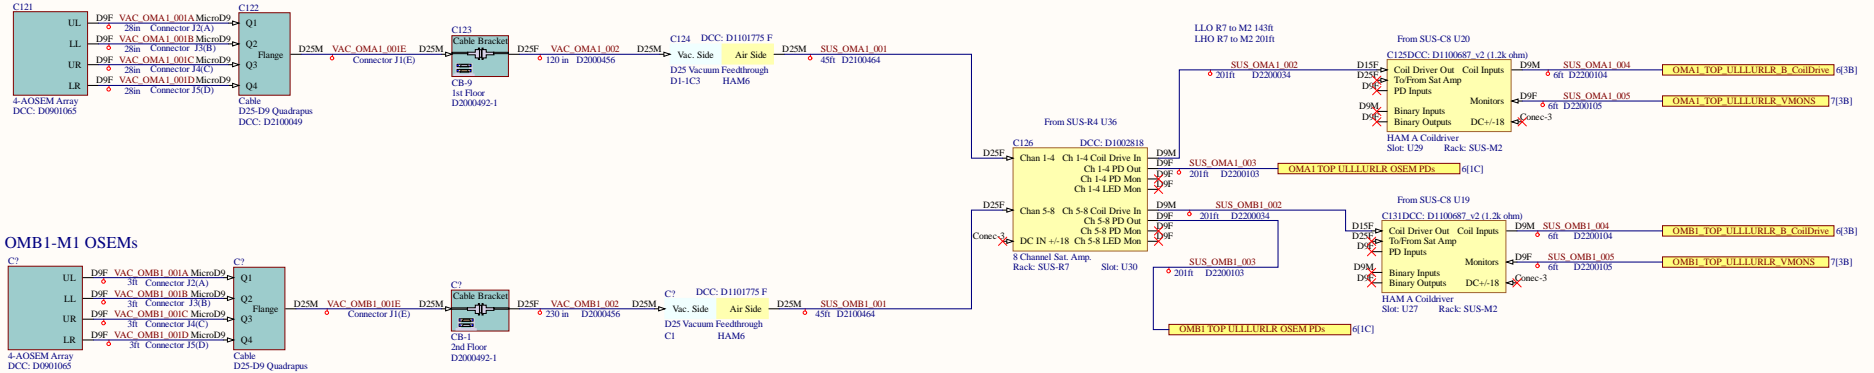 C121
UL
LL
UR
LR
4-AOSEM Array
DCC: D0901065
D9F VAC_OMA1_001A MicroD9
28in Connector J2(A)
D9F VAC_OMA1_001B MicroD9
28in Connector J3(B)
D9F VAC_OMA1_001C MicroD9
28in Connector J4(C)
D9F VAC_OMA1_001D MicroD9
28in Connector J5(D)
C122
Q1
Q2
Flange
Q3
Q4
Cable
D25-D9 Quadrapus
DCC: D2100049
D25M VAC_OMA1_001E D25M
Connector J1(E)
C123
Cable Bracket
CB-9
1st Floor
D2000492-1
D25F VAC_OMA1_002 D25M
120 in D2000456
C124 DCC: D1101775 F
Vac. Side Air Side
D25 Vacuum Feedthrough
D1-1C3 HAM6
D25M SUS_OMA1_001
45ft D2100464
D25F
From SUS-R4 U36
C126 DCC: D1002818
Chan 1-4 Ch 1-4 Coil Drive In
Ch 1-4 PD Out
Ch 1-4 PD Mon
Ch 1-4 LED Mon
D25F
Chan 5-8 Ch 5-8 Coil Drive In
Ch 5-8 PD Out
Ch 5-8 PD Mon
Conec-3
DC IN +/-18 Ch 5-8 LED Mon
8 Channel Sat. Amp.
Rack: SUS-R7 Slot: U30
D9M
D9F
D9F
D9F
D9M
D9F
D9F
D9F
LLO R7 to M2 143ft
LHO R7 to M2 201ft
SUS_OMA1_002
201ft D2200034
SUS_OMA1_003
201ft D2200103
OMA1 TOP ULLLURLR OSEM PDs 6[1C]
SUS_OMB1_002
201ft D2200034
SUS_OMB1_003
201ft D2200103
OMB1 TOP ULLLURLR OSEM PDs 6[1C]
From SUS-C8 U20
C125DCC: D1100687_v2 (1.2k ohm)
D15F
D25F
D9F
D9M
D9F
Coil Driver Out Coil Inputs
To/From Sat Amp
PD Inputs
Monitors
Binary Inputs
Binary Outputs DC+/-18
Conec-3
HAM A Coildriver
Slot: U29 Rack: SUS-M2
D9M SUS_OMA1_004
6ft D2200104
OMA1_TOP_ULLLURLR_B_CoilDrive 6[3B]
D9F SUS_OMA1_005
6ft D2200105
OMA1_TOP_ULLLURLR_VMONS 7[3B]
From SUS-C8 U19
C131DCC: D1100687_v2 (1.2k ohm)
D15F
D25F
D9F
D9M
D9F
Coil Driver Out Coil Inputs
To/From Sat Amp
PD Inputs
Monitors
Binary Inputs
Binary Outputs DC+/-18
Conec-3
HAM A Coildriver
Slot: U27 Rack: SUS-M2
D9M SUS_OMB1_004
6ft D2200104
OMB1_TOP_ULLLURLR_B_CoilDrive 6[3B]
D9F SUS_OMB1_005
6ft D2200105
OMB1_TOP_ULLLURLR_VMONS 7[3B]
OMB1-M1 OSEMs
C?
UL
LL
UR
LR
4-AOSEM Array
DCC: D0901065
D9F VAC_OMB1_001A MicroD9
3ft Connector J2(A)
D9F VAC_OMB1_001B MicroD9
3ft Connector J3(B)
D9F VAC_OMB1_001C MicroD9
3ft Connector J4(C)
D9F VAC_OMB1_001D MicroD9
3ft Connector J5(D)
C?
Q1
Q2
Flange
Q3
Q4
Cable
D25-D9 Quadrapus
D25M VAC_OMB1_001E D25M
Connector J1(E)
C?
Cable Bracket
CB-1
2nd Floor
D2000492-1
D25F VAC_OMB1_002 D25M
230 in D2000456
C? DCC: D1101775 F
Vac. Side Air Side
D25 Vacuum Feedthrough
C1 HAM6
D25M SUS_OMB1_001
45ft D2100464